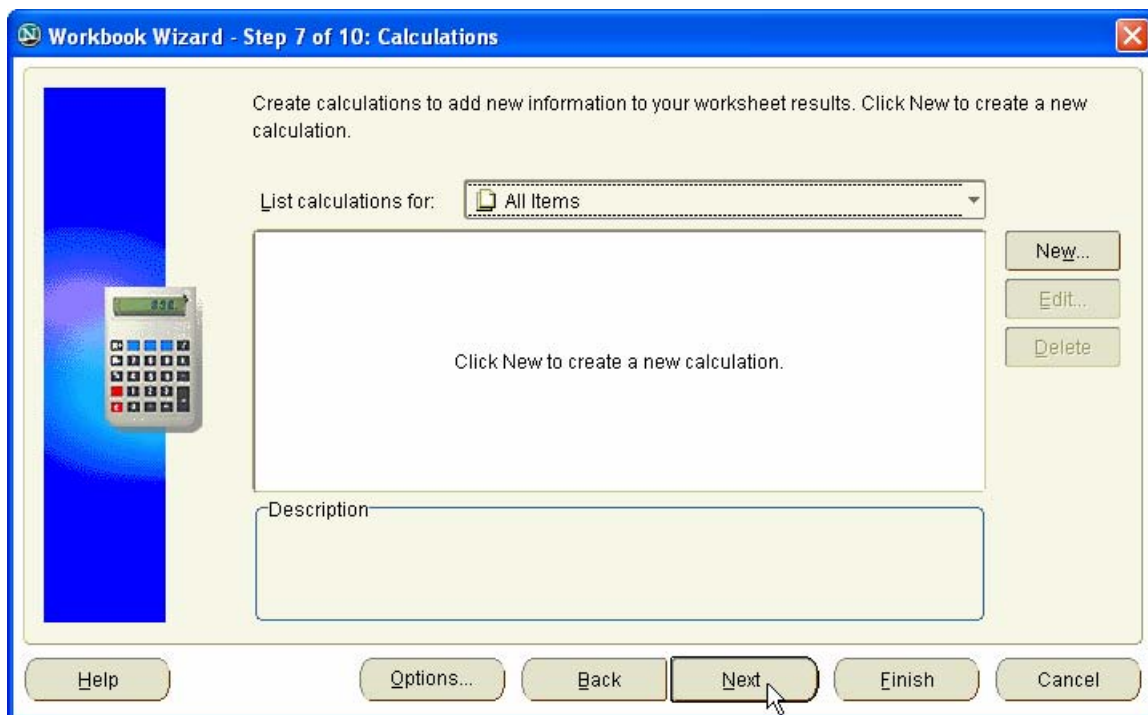 Workbook Wizard - Step 7 of 10: Calculations
Create calculations to add new information to your worksheet results. Click New to create a new
calculation.
List calculations for:
All Items
New...
Edit...
Delete
Click New to create a new calculation.
Description
Help
Options...
Back
Next
Finish
Cancel